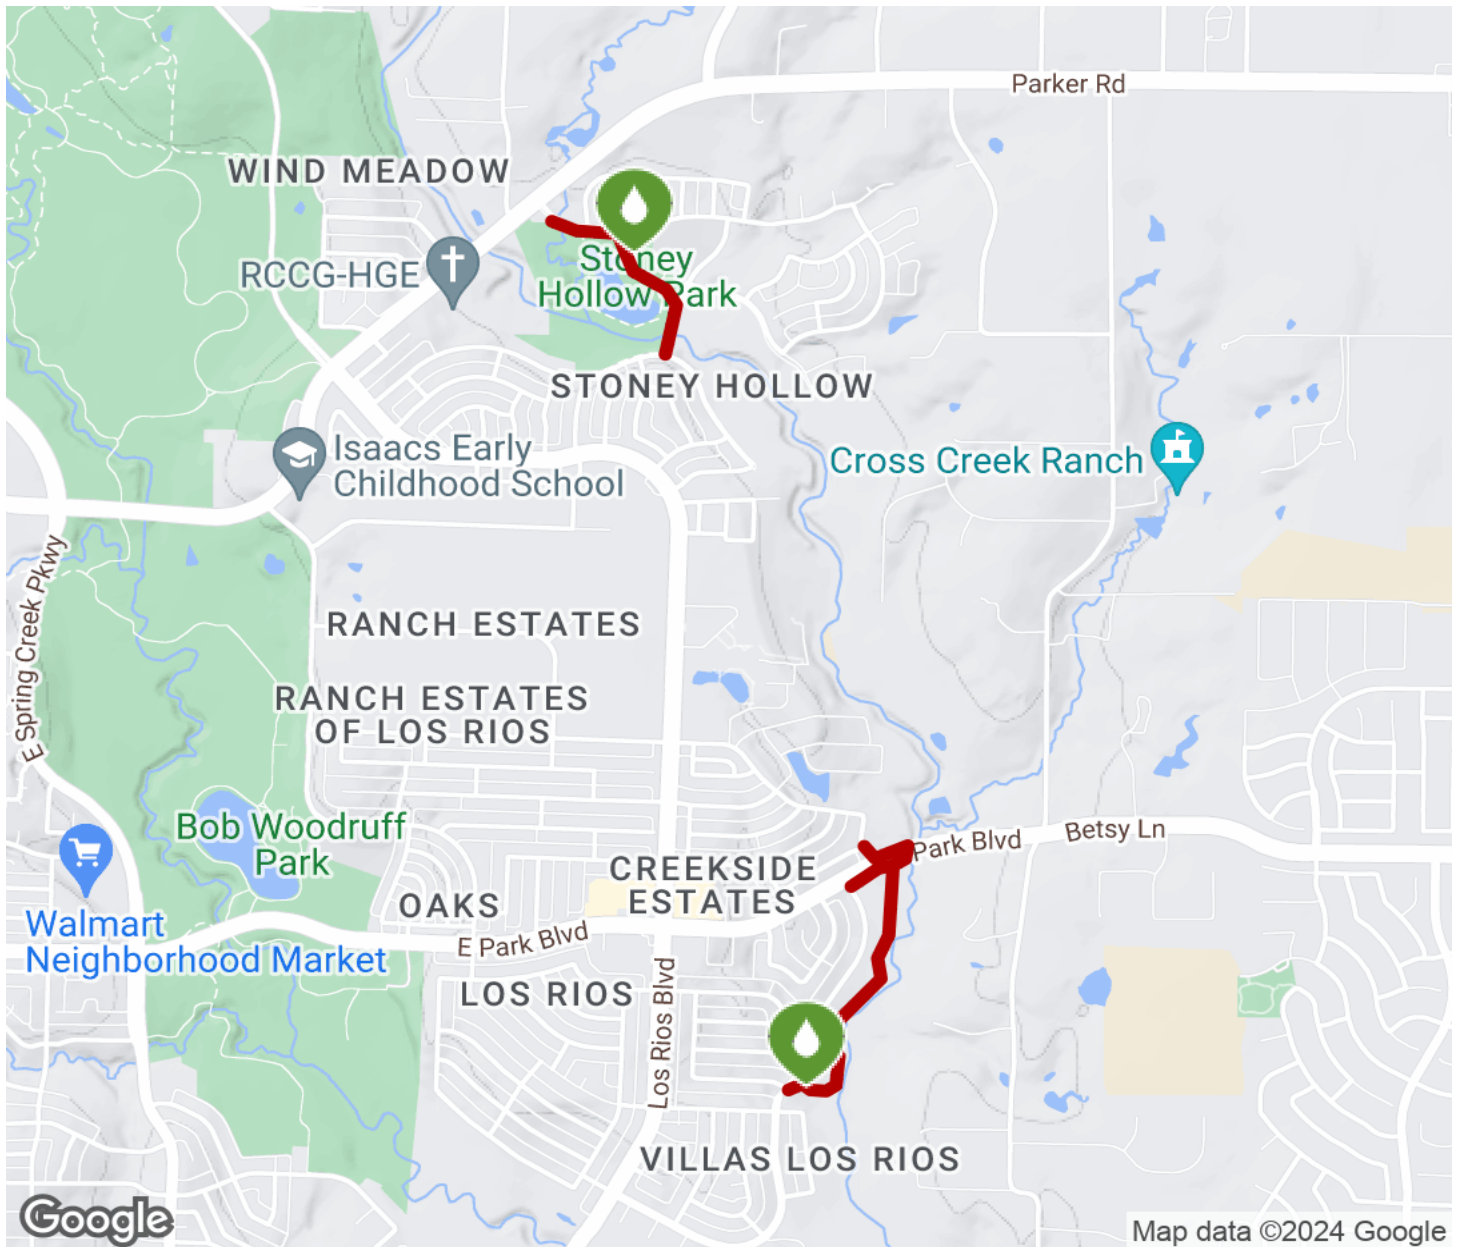 Parker Rd
WIND MEADOW
RCCG-HGE
Stoney
Hollow Park
STONEY HOLLOW
Isaacs Early
Childhood School
Cross Creek Ranch
E Spring Creek Pkwy
RANCH ESTATES
RANCH ESTATES
OF LOS RIOS
Bob Woodruff
Park
Park Blvd
Betsy Ln
CREEKSIDE
ESTATES
OAKS
Walmart
Neighborhood Market
E Park Blvd
LOS RIOS
Los Rios Blvd
VILLAS LOS RIOS
Google
Map data ©2024 Google